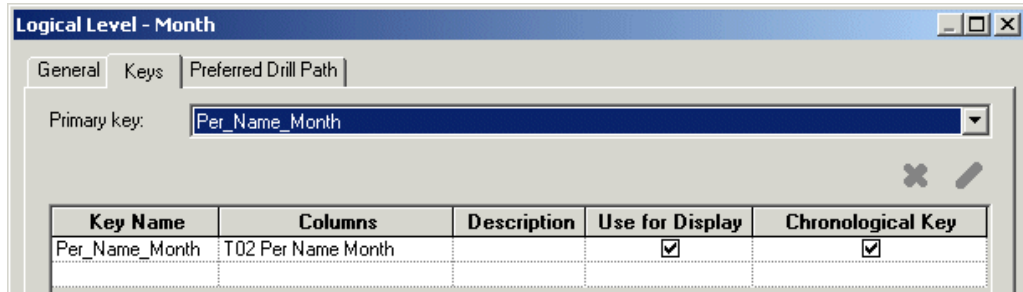 Logical Level - Month
General Keys Preferred Drill Path
Primary key: Per_Name_Month
Key Name Columns Description Use for Display Chronological Key
Per_Name_Month T02 Per Name Month